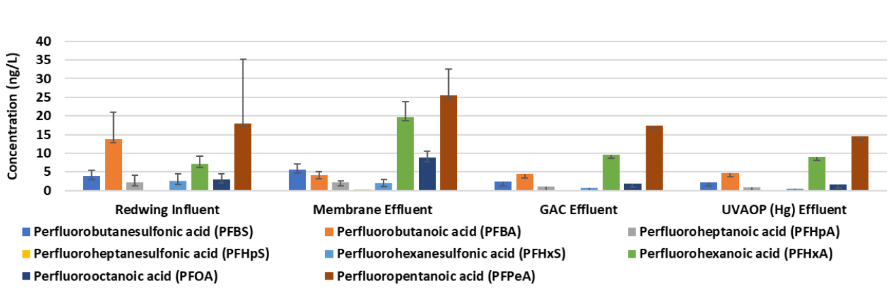 Concentration (ng/L)
40
35
30
25
20
15
10
5
0
Redwing Influent Membrane Effluent GAC Effluent UVAOP (Hg) Effluent
Perfluorobutanesulfonic acid (PFBS) Perfluorobutanoic acid (PFBA) Perfluoroheptanoic acid (PFHpA)
Perfluoroheptanesulfonic acid (PFHpS) Perfluorohexanesulfonic acid (PFHxS) Perfluorohexanoic acid (PFHxA)
Perfluorooctanoic acid (PFOA) Perfluoropentanoic acid (PFPeA)